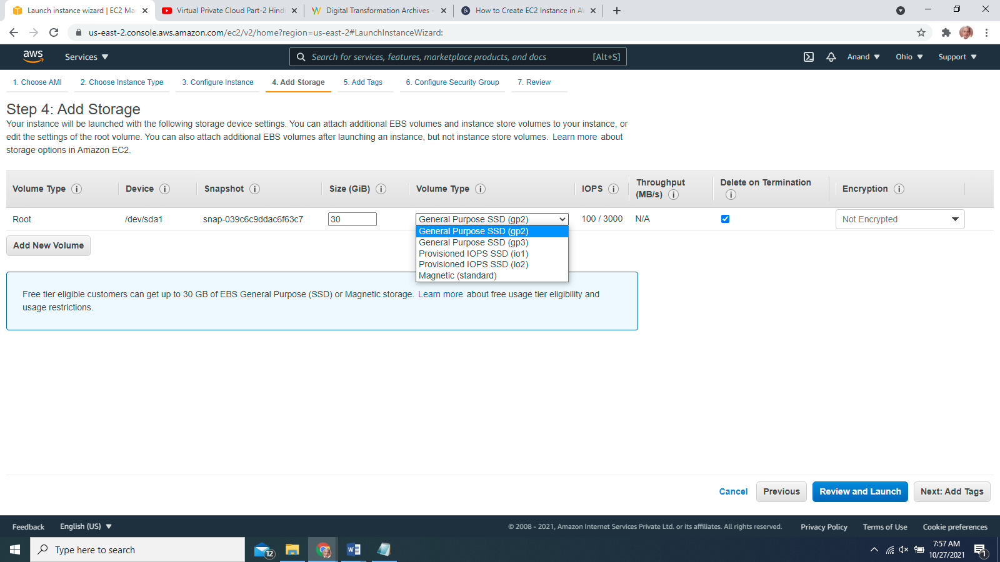 Launch instance wizard | EC2 Ma
Virtual Private Cloud Part-2 Hindi
Digital Transformation Archives -
How to Create EC2 Instance in AW
us-east-2.console.aws.amazon.com/ec2/v2/home?region=us-east-2#LaunchInstanceWizard:
aws
Services
Search for services, features, marketplace products, and docs [Alt+S]
Anand
Ohio
Support
1. Choose AMI
2. Choose Instance Type
3. Configure Instance
4. Add Storage
5. Add Tags
6. Configure Security Group
7. Review
Step 4: Add Storage
Your instance will be launched with the following storage device settings. You can attach additional EBS volumes and instance store volumes to your instance, or
edit the settings of the root volume. You can also attach additional EBS volumes after launching an instance, but not instance store volumes. Learn more about
storage options in Amazon EC2.
Volume Type i Device i Snapshot i Size (GiB) i Volume Type i IOPS i Throughput
(MB/s) i Delete on Termination
i Encryption i
Root /dev/sda1 snap-039c6c9ddac6f63c7 30 General Purpose SSD (gp2) 100 / 3000 N/A Not Encrypted
General Purpose SSD (gp2)
General Purpose SSD (gp3)
Provisioned IOPS SSD (io1)
Provisioned IOPS SSD (io2)
Magnetic (standard)
Add New Volume
Free tier eligible customers can get up to 30 GB of EBS General Purpose (SSD) or Magnetic storage. Learn more about free usage tier eligibility and
usage restrictions.
Cancel
Previous
Review and Launch
Next: Add Tags
Feedback
English (US)
© 2008 - 2021, Amazon Internet Services Private Ltd. or its affiliates. All rights reserved.
Privacy Policy
Terms of Use
Cookie preferences
Type here to search
12
W
7:57 AM
10/27/2021
1